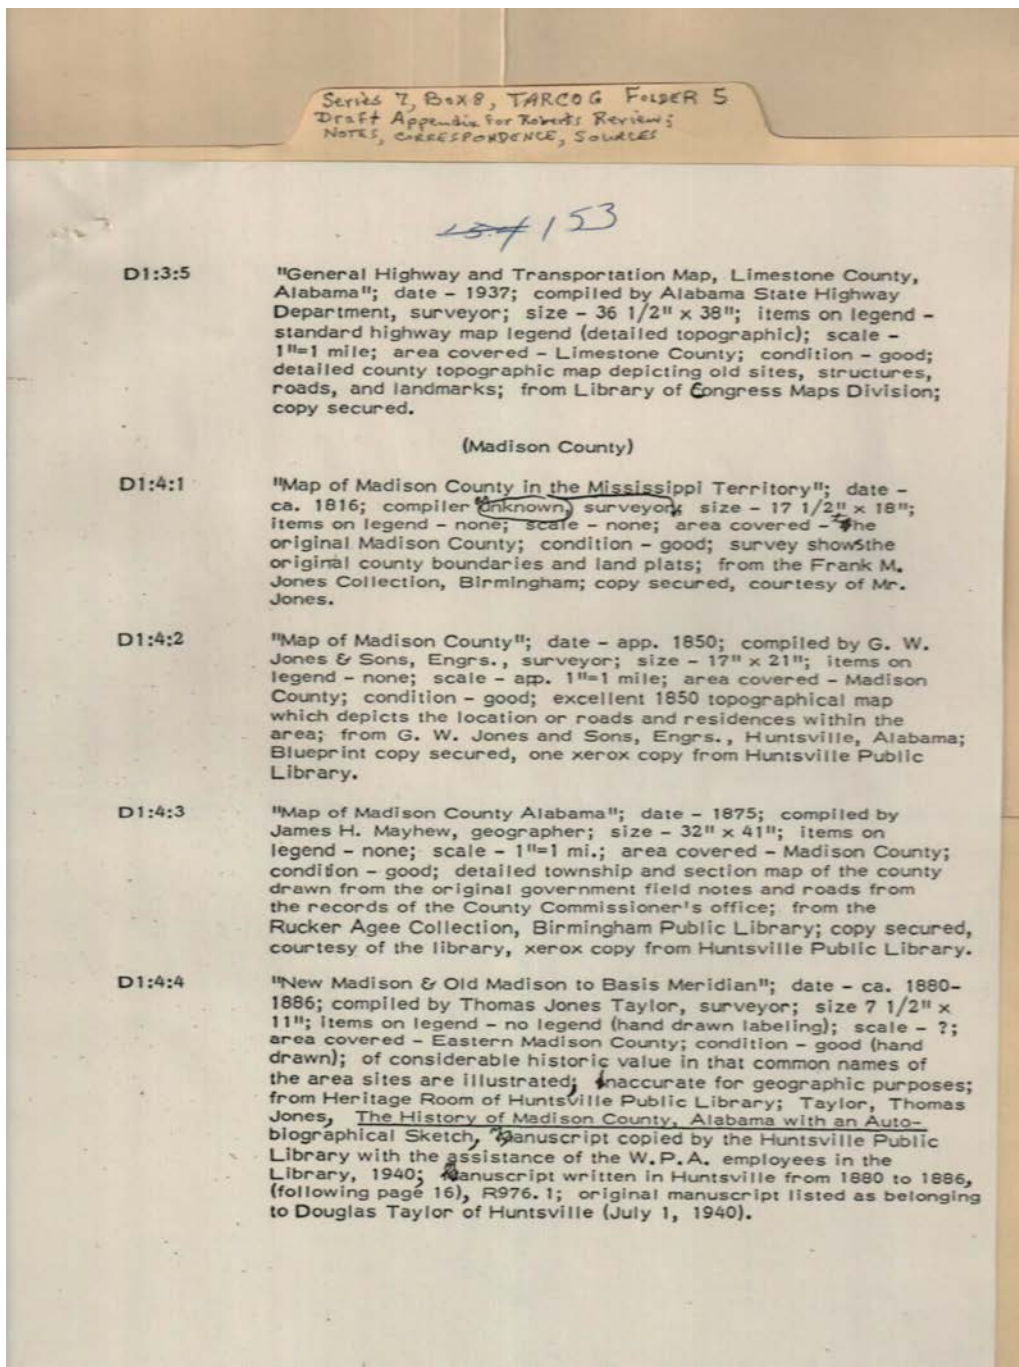 Series 7, Box 8, TARCOG FOLDER 5
Draft Appendix for Roberts Review;
NOTES, CORRESPONDENCE, SOURCES
154 153
D1:3:5 "General Highway and Transportation Map, Limestone County,
Alabama"; date - 1937; compiled by Alabama State Highway
Department, surveyor; size - 36 1/2" x 38"; items on legend -
standard highway map legend (detailed topographic); scale -
1"=1 mile; area covered - Limestone County; condition - good;
detailed county topographic map depicting old sites, structures,
roads, and landmarks; from Library of Congress Maps Division;
copy secured.
(Madison County)
D1:4:1 "Map of Madison County in the Mississippi Territory"; date -
ca. 1816; compiler unknown, surveyor; size - 17 1/2" x 18";
items on legend - none; scale - none; area covered - the
original Madison County; condition - good; survey shows the
original county boundaries and land plats; from the Frank M.
Jones Collection, Birmingham; copy secured, courtesy of Mr.
Jones.
D1:4:2 "Map of Madison County"; date - app. 1850; compiled by G. W.
Jones & Sons, Engrs., surveyor; size - 17" x 21"; items on
legend - none; scale - app. 1"=1 mile; area covered - Madison
County; condition - good; excellent 1850 topographical map
which depicts the location or roads and residences within the
area; from G. W. Jones and Sons, Engrs., Huntsville, Alabama;
Blueprint copy secured, one xerox copy from Huntsville Public
Library.
D1:4:3 "Map of Madison County Alabama"; date - 1875; compiled by
James H. Mayhew, geographer; size - 32" x 41"; items on
legend - none; scale - 1"=1 mi.; area covered - Madison County;
condition - good; detailed township and section map of the county
drawn from the original government field notes and roads from
the records of the County Commissioner's office; from the
Rucker Agee Collection, Birmingham Public Library; copy secured,
courtesy of the library, xerox copy from Huntsville Public Library.
D1:4:4 "New Madison & Old Madison to Basis Meridian"; date - ca. 1880-
1886; compiled by Thomas Jones Taylor, surveyor; size 7 1/2" x
11"; items on legend - no legend (hand drawn labeling); scale - ?;
area covered - Eastern Madison County; condition - good (hand
drawn); of considerable historic value in that common names of
the area sites are illustrated; inaccurate for geographic purposes;
from Heritage Room of Huntsville Public Library; Taylor, Thomas
Jones, The History of Madison County, Alabama with an Auto-
biographical Sketch, manuscript copied by the Huntsville Public
Library with the assistance of the W.P.A. employees in the
Library, 1940; manuscript written in Huntsville from 1880 to 1886,
(following page 16), R976.1; original manuscript listed as belonging
to Douglas Taylor of Huntsville (July 1, 1940).